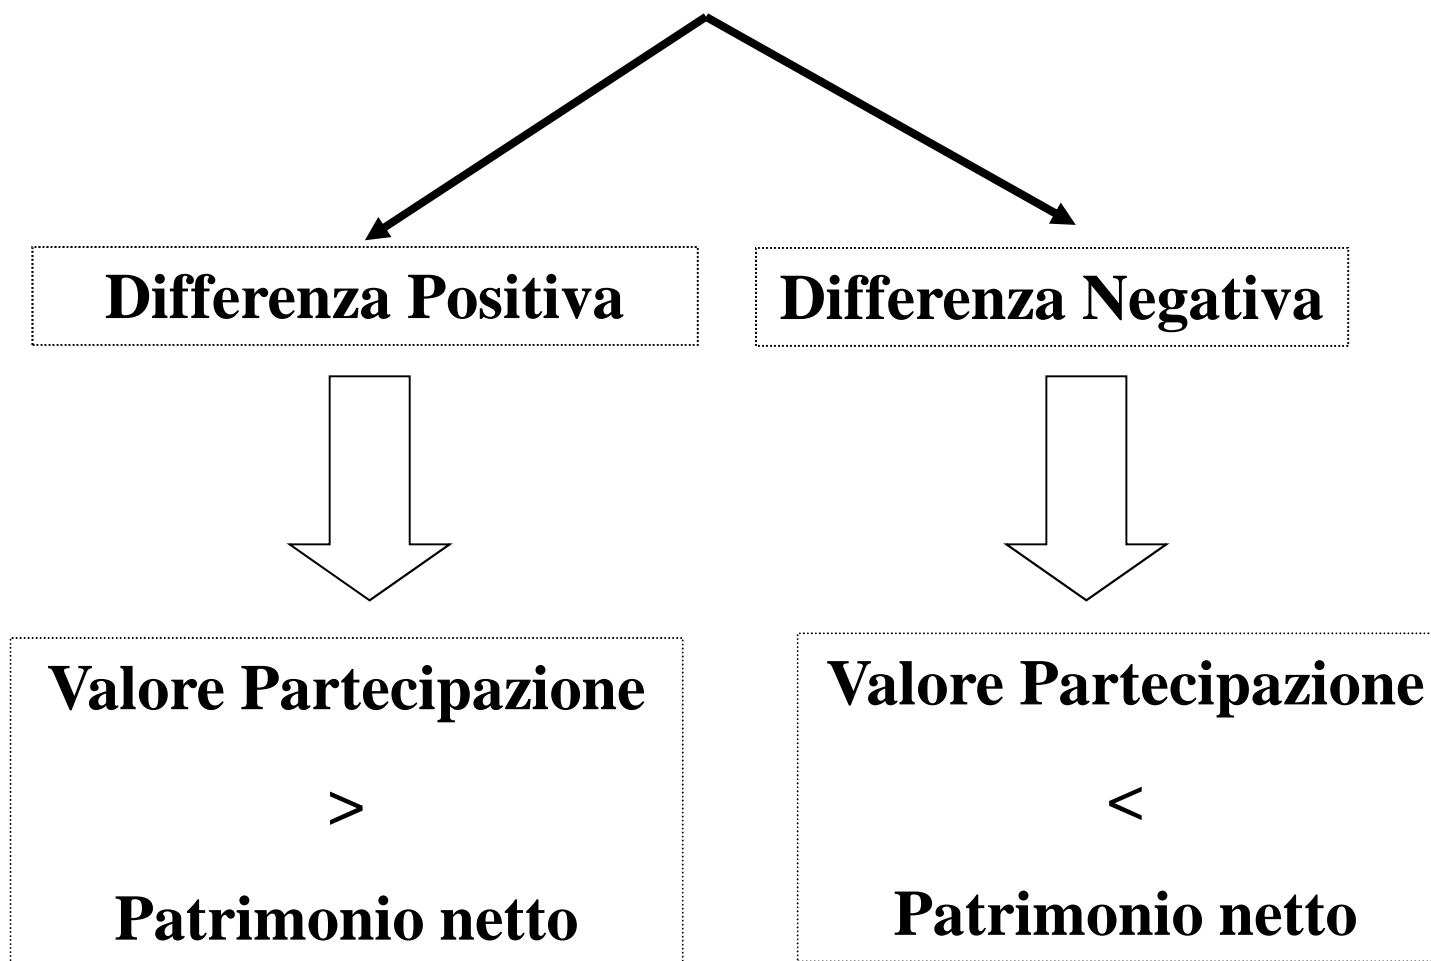 Differenza Positiva
Differenza Negativa
Valore Partecipazione
>
Patrimonio netto
Valore Partecipazione
<
Patrimonio netto